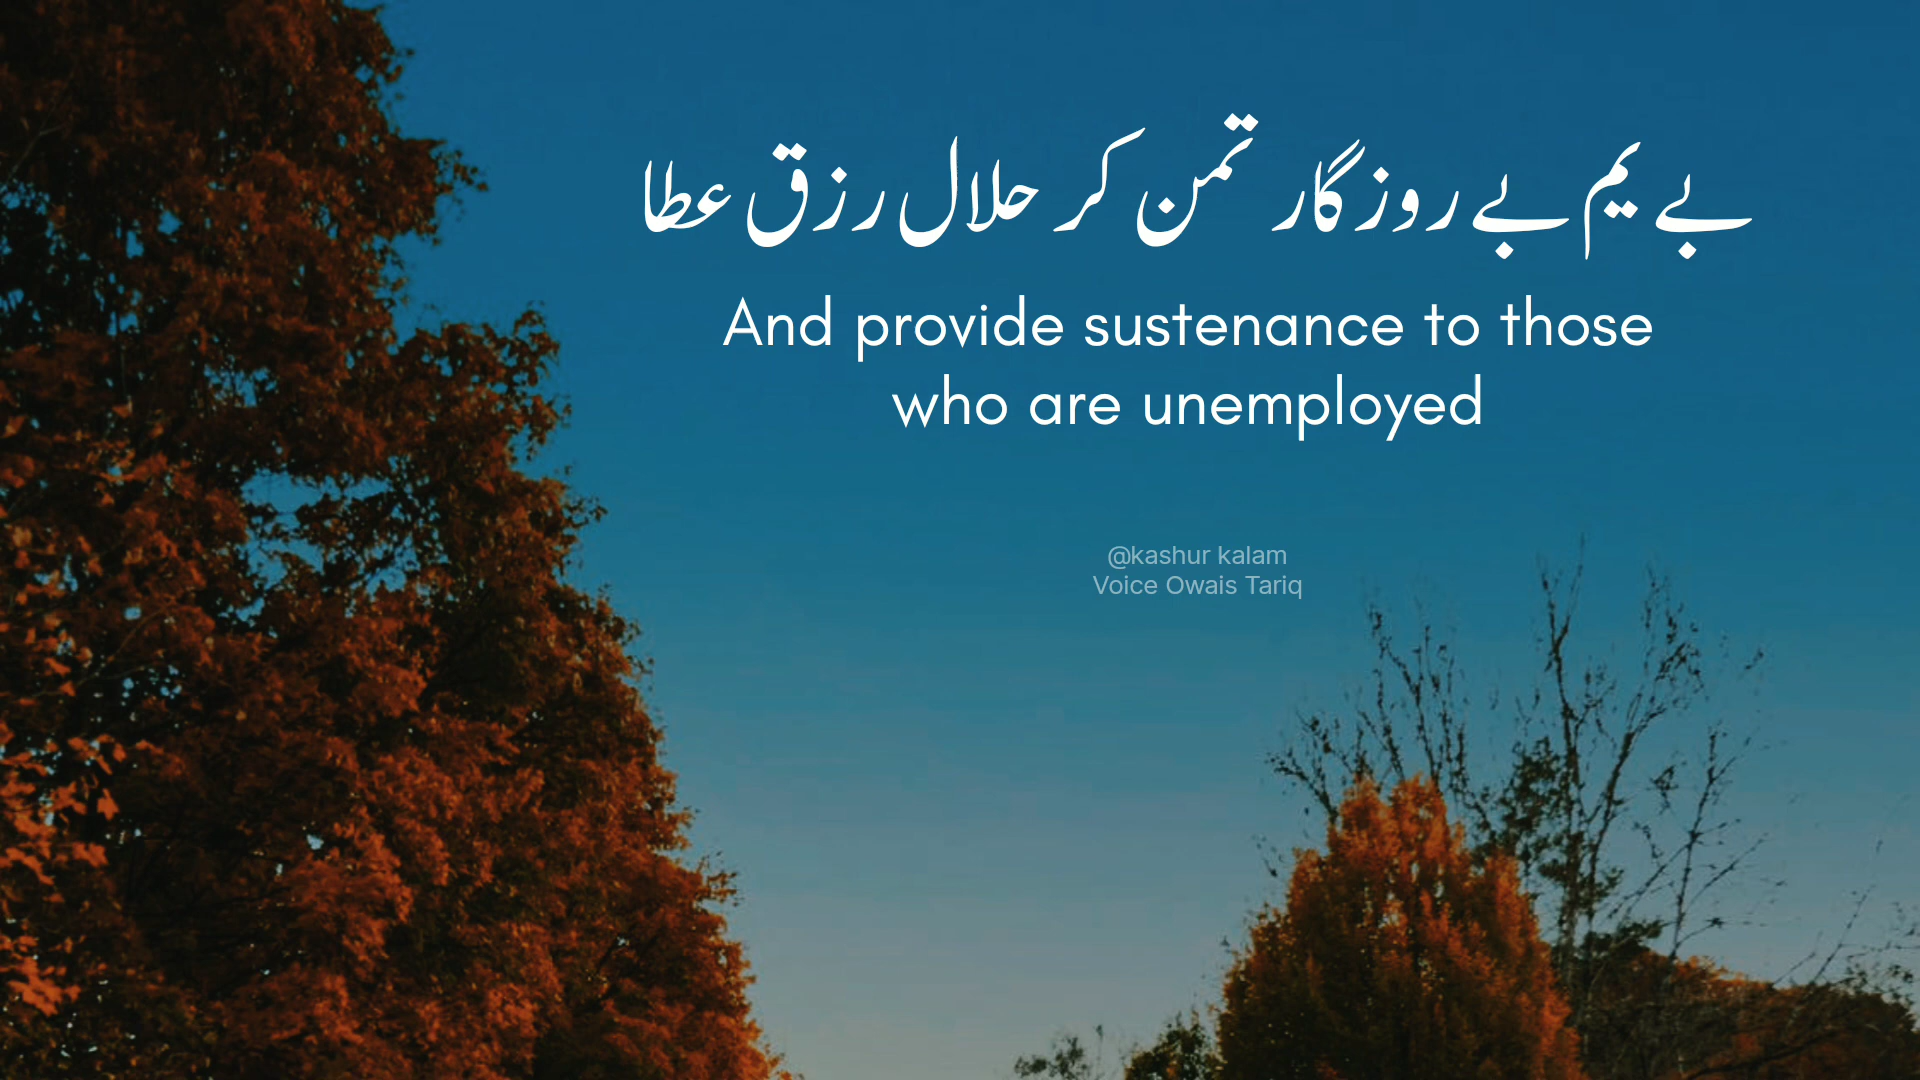 بے یم بے روزگار تمن کر حلال رزق عطا
And provide sustenance to those
who are unemployed
@kashur kalam
Voice Owais Tariq